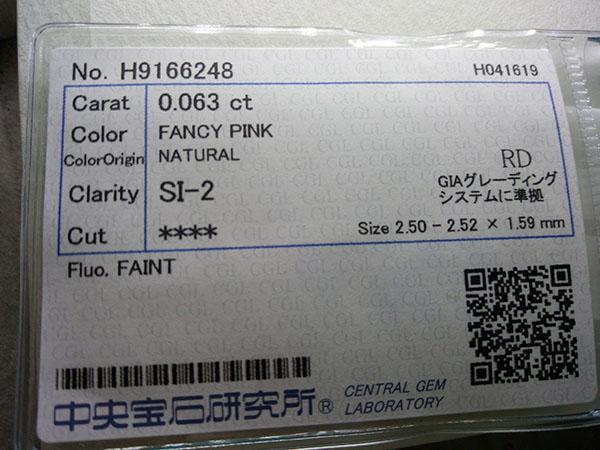 No. H9166248 H041619
Carat 0.063 ct
Color FANCY PINK
ColorOrigin NATURAL
RD
Clarity SI-2
GIAグレーディング
システムに準拠
Cut ****
Size 2.50 - 2.52 × 1.59 mm
Fluo. FAINT
中央宝石研究所® CENTRAL GEM
LABORATORY